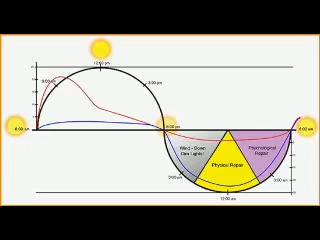 12:00 pm
9:00 am
3:00 pm
6:00 am
6:00 pm
6:00 am
Wind - Down
Dim Lights!
Psychological
Repair
Physical Repair
9:00 pm
3:00 am
12:00 am